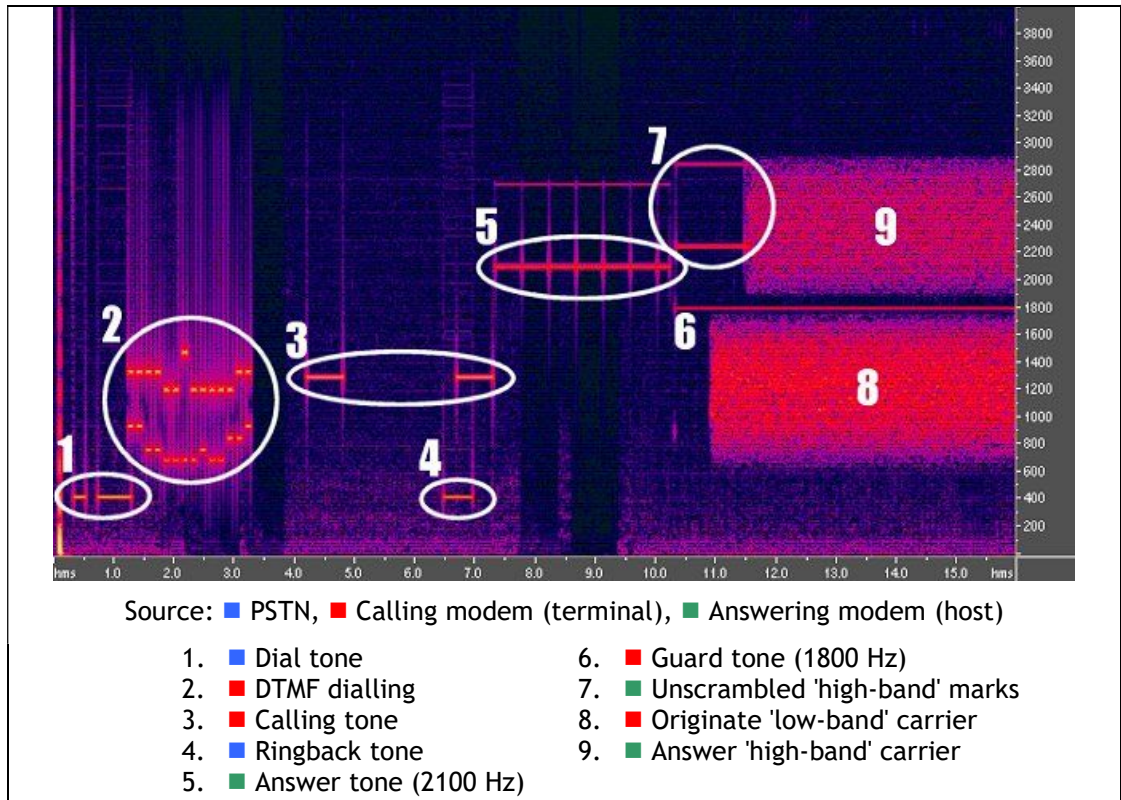 3800
3600
3400
3200
7
3000
2800
2600
5
9
2400
2200
2000
6
1800
2
3
1600
1400
8
1200
1000
1
4
800
600
400
200
hms 1.0 2.0 3.0 4.0 5.0 6.0 7.0 8.0 9.0 10.0 11.0 12.0 13.0 14.0 15.0 hms
Source: PSTN, Calling modem (terminal), Answering modem (host)
1. Dial tone
2. DTMF dialling
3. Calling tone
4. Ringback tone
5. Answer tone (2100 Hz)
6. Guard tone (1800 Hz)
7. Unscrambled 'high-band' marks
8. Originate 'low-band' carrier
9. Answer 'high-band' carrier